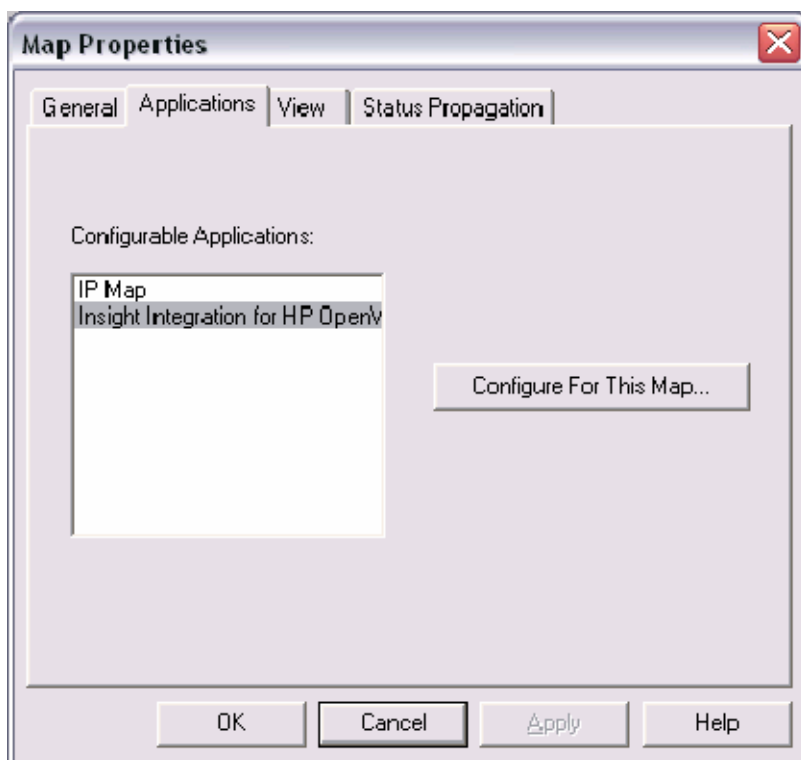 Map Properties
General Applications View Status Propagation
Configurable Applications:
IP Map
Insight Integration for HP OpenV
Configure For This Map...
OK Cancel Apply Help